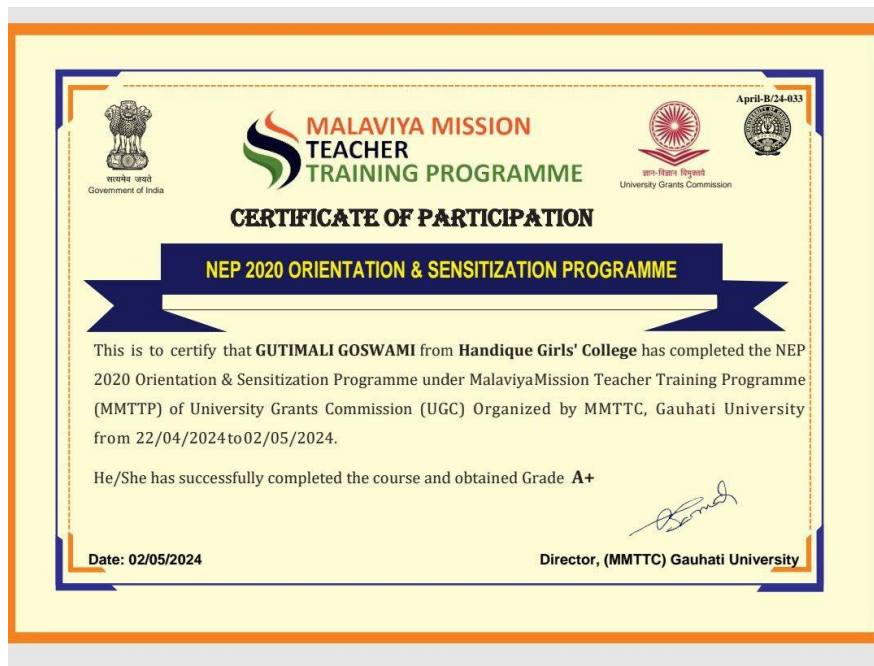 April-B/24-033
सत्यमेव जयते
Government of India
MALAVIYA MISSION
TEACHER
TRAINING PROGRAMME
ज्ञान-विज्ञान विमुक्तये
University Grants Commission
CERTIFICATE OF PARTICIPATION
NEP 2020 ORIENTATION & SENSITIZATION PROGRAMME
This is to certify that GUTIMALI GOSWAMI from Handique Girls' College has completed the NEP
2020 Orientation & Sensitization Programme under MalaviyaMission Teacher Training Programme
(MMTTP) of University Grants Commission (UGC) Organized by MMTTC, Gauhati University
from 22/04/2024to02/05/2024.
He/She has successfully completed the course and obtained Grade A+
Date: 02/05/2024
Director, (MMTTC) Gauhati University